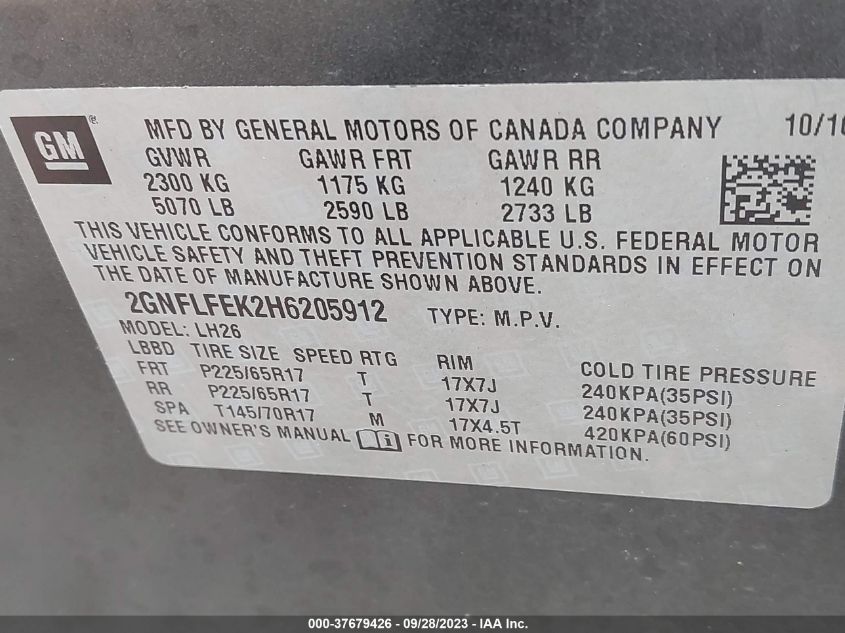 GM ® MFD BY GENERAL MOTORS OF CANADA COMPANY 10/16
GVWR GAWR FRT GAWR RR
2300 KG 1175 KG 1240 KG
5070 LB 2590 LB 2733 LB
THIS VEHICLE CONFORMS TO ALL APPLICABLE U.S. FEDERAL MOTOR
VEHICLE SAFETY AND THEFT PREVENTION STANDARDS IN EFFECT ON
THE DATE OF MANUFACTURE SHOWN ABOVE.
2GNFLFEK2H6205912 TYPE: M.P.V.
MODEL: LH26
LBBD TIRE SIZE SPEED RTG RIM COLD TIRE PRESSURE
FRT P225/65R17 T 17X7J 240KPA(35PSI)
RR P225/65R17 T 17X7J 240KPA(35PSI)
SPA T145/70R17 M 17X4.5T 420KPA(60PSI)
SEE OWNER'S MANUAL i FOR MORE INFORMATION.
000-37679426 - 09/28/2023 - IAA Inc.